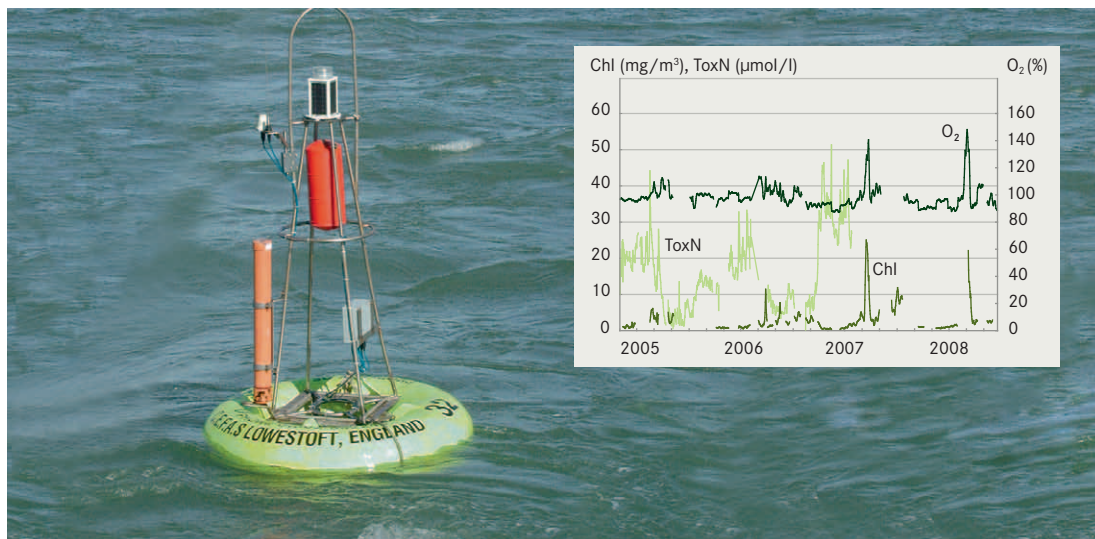 Chl (mg/m³), ToxN (µmol/l)
O₂ (%)
60
50
40
30
20
10
0
160
140
120
100
80
60
40
20
0
O₂
ToxN
Chl
2005 2006 2007 2008
C.E.F.A.S LOWESTOFT, ENGLAND 32